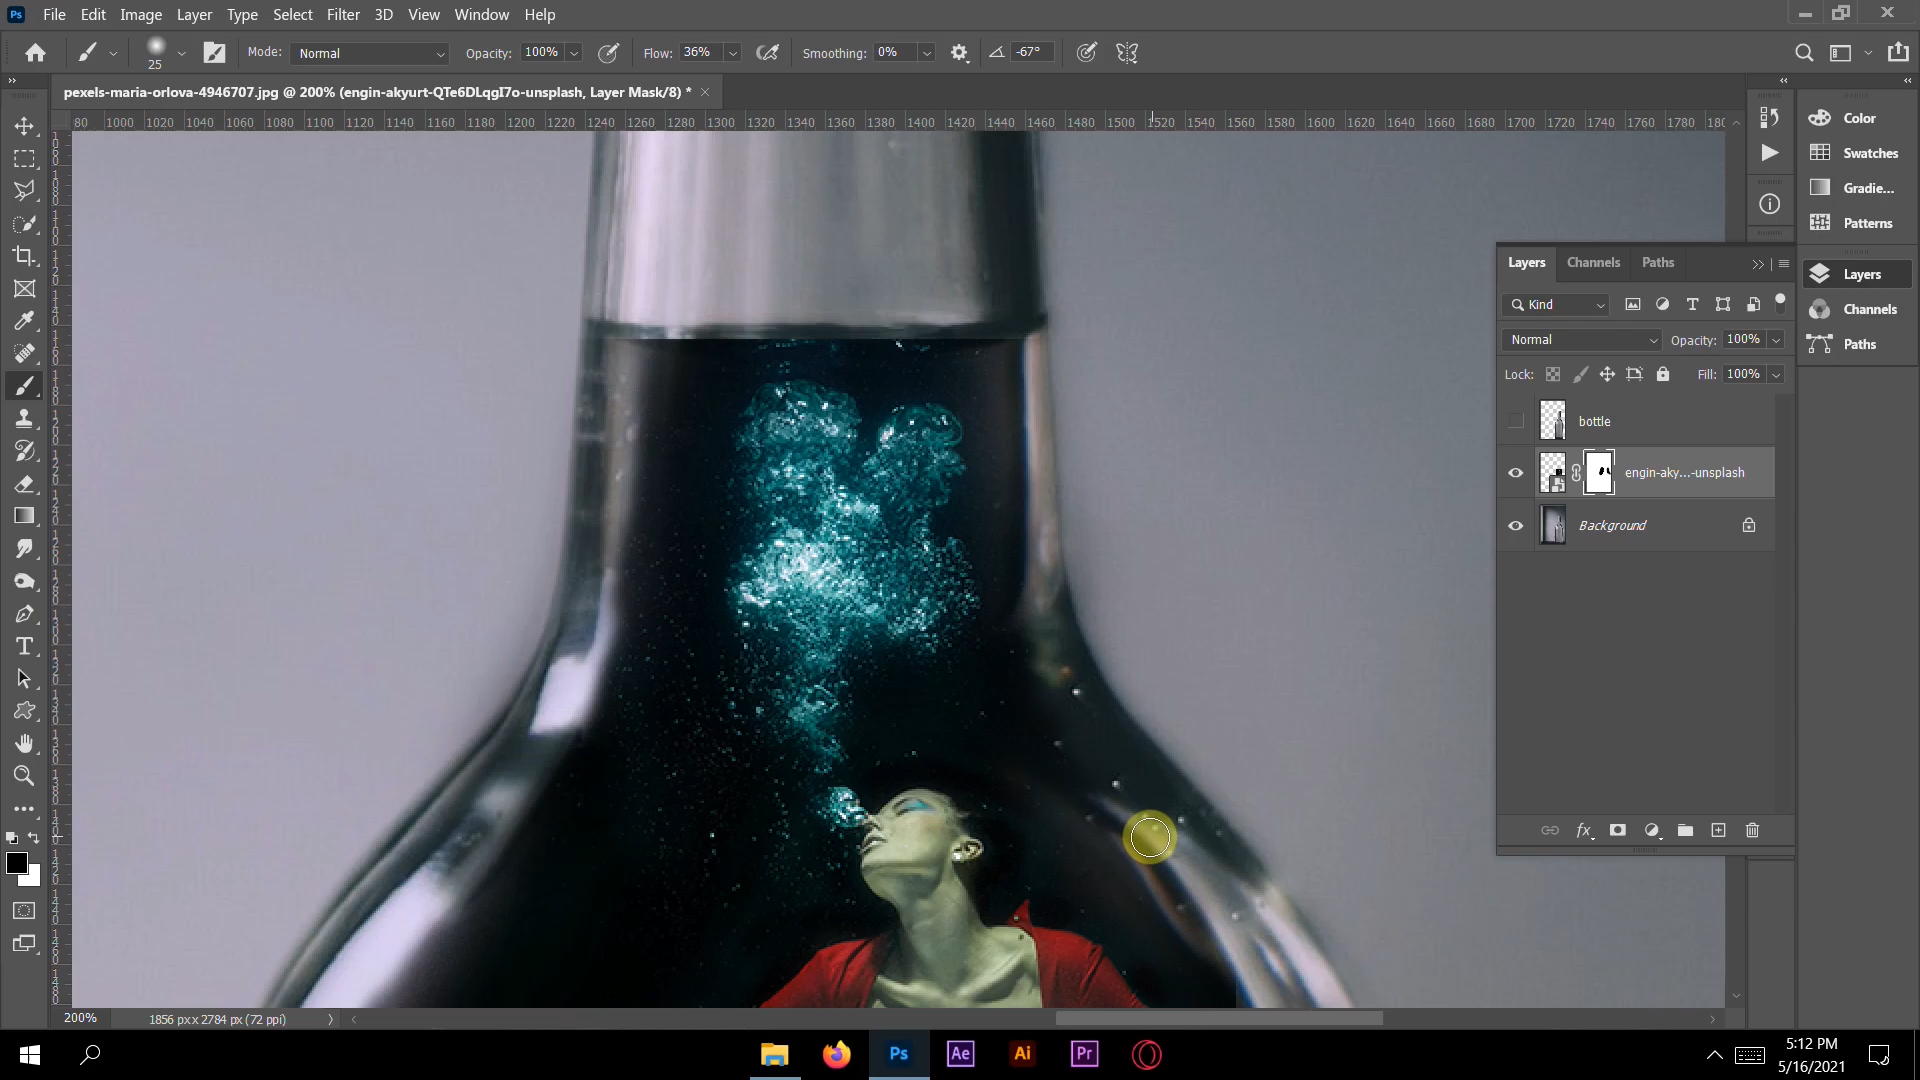 Ps File Edit Image Layer Type Select Filter 3D View Window Help
25 Mode: Normal Opacity: 100% Flow: 36% Smoothing: 0% -67°
pexels-maria-orlova-4946707.jpg @ 200% (engin-akyurt-QTe6DLqgI7o-unsplash, Layer Mask/8) *
80 1000 1020 1040 1060 1080 1100 1120 1140 1160 1180 1200 1220 1240 1260 1280 1300 1320 1340 1360 1380 1400 1420 1440 1460 1480 1500 1520 1540 1560 1580 1600 1620 1640 1660 1680 1700 1720 1740 1760 1780
Color
Swatches
Gradie...
Patterns
Layers
Channels
Paths
Layers Channels Paths
Kind
Normal Opacity: 100%
Lock: Fill: 100%
bottle
engin-aky...-unsplash
Background
fx
200% 1856 px x 2784 px (72 ppi)
Ps Ae Ai Pr
5:12 PM
5/16/2021